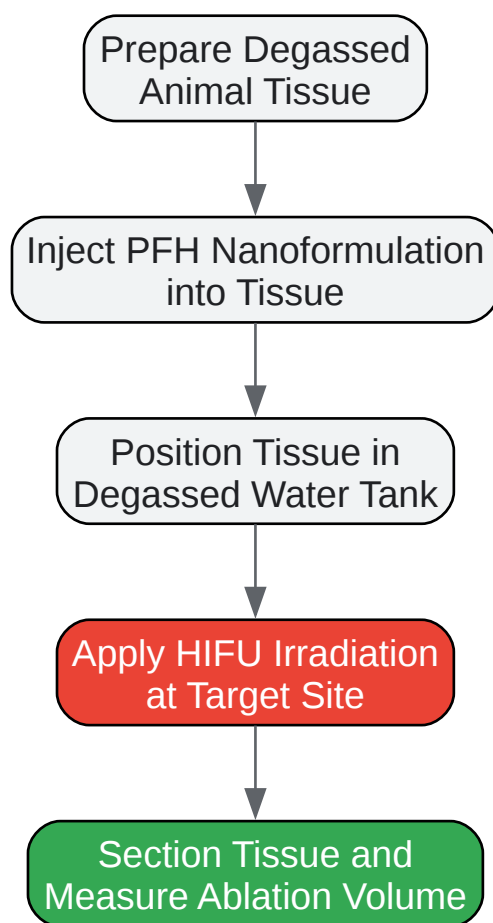 Prepare Degassed
Animal Tissue
Inject PFH Nanoformulation
into Tissue
Position Tissue in
Degassed Water Tank
Apply HIFU Irradiation
at Target Site
Section Tissue and
Measure Ablation Volume